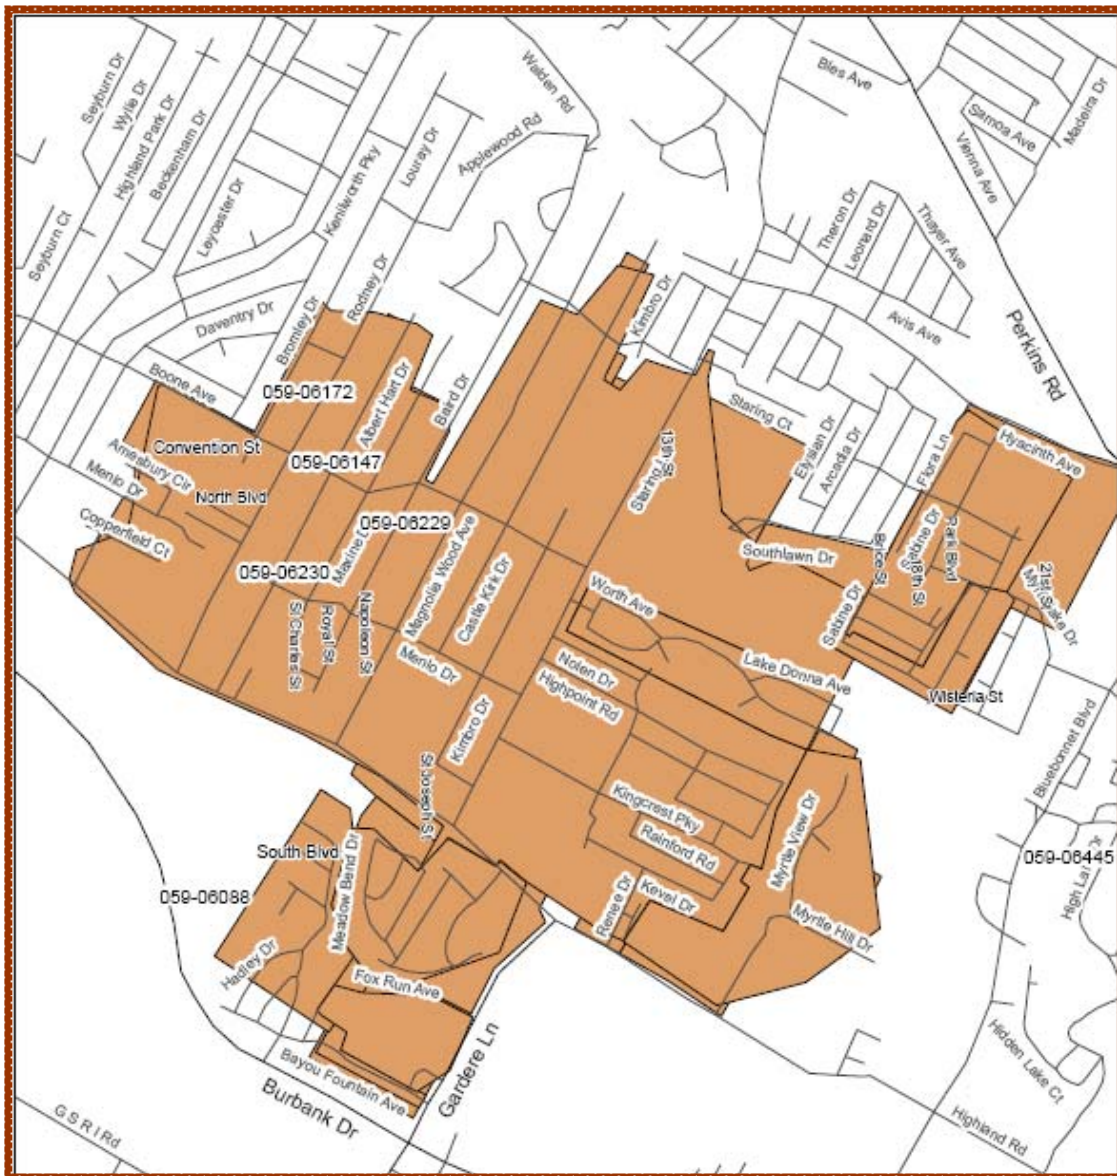 Seyburn Dr
Wylie Dr
Highland Park Dr
Beckenham Dr
Seyburn Ct
Leycester Dr
Kenilworth Pky
Louray Dr
Applewood Rd
Walden Rd
Bles Ave
Samoa Ave
Madeira Dr
Vienna Ave
Thayer Ave
Theron Dr
Leonard Dr
Avis Ave
Perkins Rd
Daventry Dr
Bromley Dr
Rodney Dr
Kimbro Dr
Boone Ave
059-06172
Albert Hart Dr
Baird Dr
Staring Ct
Elysian Dr
Arcadia Dr
Flora Ln
Hyacinth Ave
Convention St
059-06147
13th St
Amesbury Cir
Menlo Dr
North Blvd
Copperfield Ct
059-06229
Magnolia Wood Ave
Castle Kirk Dr
Southlawn Dr
Brice St
Sabine Dr
18th St
Park Blvd
059-06230
St Charles St
Royal St
Napoleon St
Menlo Dr
Worth Ave
Lake Donna Ave
Sabine Dr
Nolen Dr
Highpoint Rd
Wisteria St
Kimbro Dr
St Joseph St
Bluebonnet Blvd
Kingcrest Pky
Rainford Rd
Myrtle View Dr
South Blvd
059-06088
Meadow Bend Dr
Renee Dr
Kevel Dr
Myrtle Hill Dr
059-06445
Hadley Dr
Fox Run Ave
Bayou Fountain Ave
Gardere Ln
Burbank Dr
G S R I Rd
Hidden Lake Ct
Highland Rd